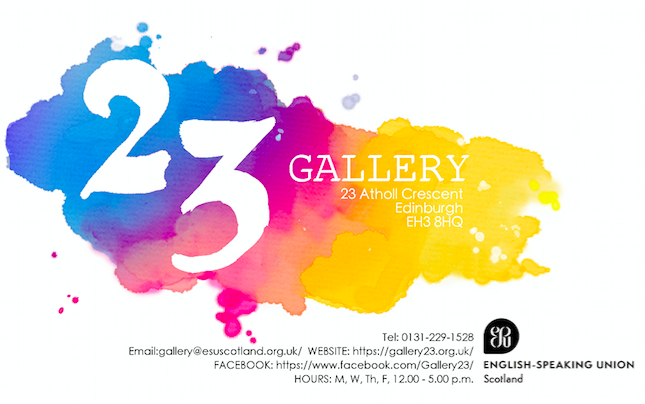 23
GALLERY
23 Atholl Crescent
Edinburgh
EH3 8HQ
Tel: 0131-229-1528
Email:gallery@esuscotland.org.uk/ WEBSITE: https://gallery23.org.uk/
FACEBOOK: https://www.facebook.com/Gallery23/
HOURS: M, W, Th, F, 12.00 - 5.00 p.m.
ESU
ENGLISH-SPEAKING UNION
Scotland